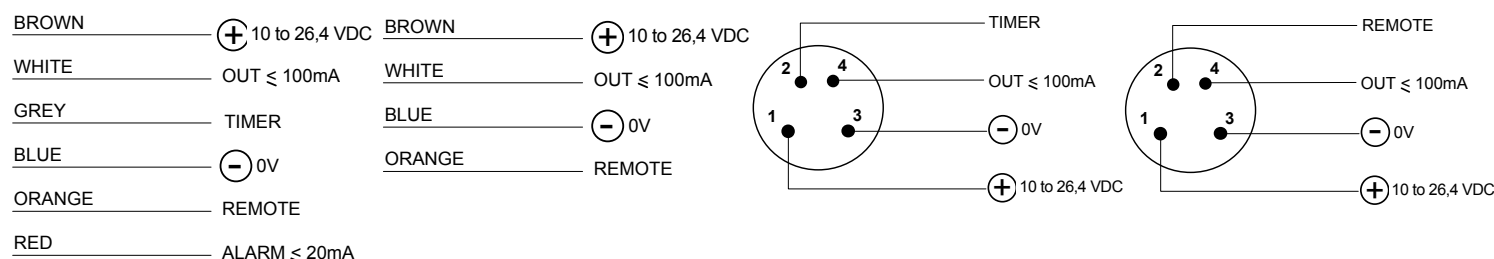 BROWN
+ 10 to 26,4 VDC
WHITE
OUT ≤ 100mA
GREY
TIMER
BLUE
- 0V
ORANGE
REMOTE
RED
ALARM ≤ 20mA
BROWN
+ 10 to 26,4 VDC
WHITE
OUT ≤ 100mA
BLUE
- 0V
ORANGE
REMOTE
TIMER
2 4
OUT ≤ 100mA
1 3
- 0V
+ 10 to 26,4 VDC
REMOTE
2 4
OUT ≤ 100mA
1 3
- 0V
+ 10 to 26,4 VDC